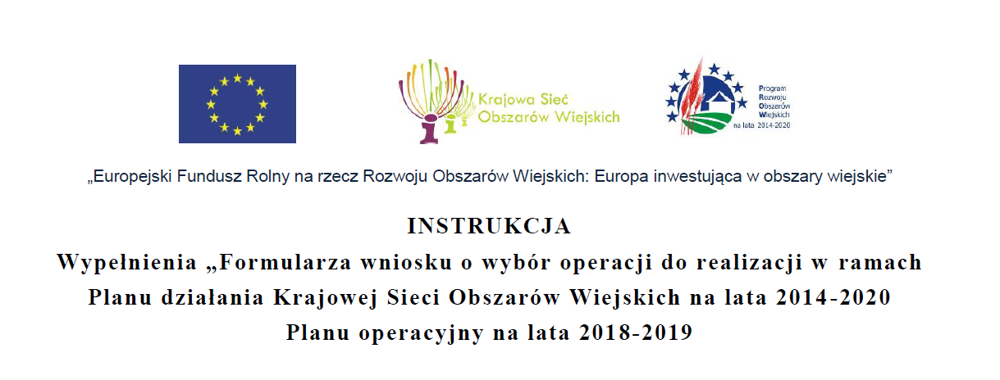 Krajowa Sieć
Obszarów Wiejskich
Program
Rozwoju
Obszarów
Wiejskich
na lata 2014-2020
„Europejski Fundusz Rolny na rzecz Rozwoju Obszarów Wiejskich: Europa inwestująca w obszary wiejskie”
INSTRUKCJA
Wypełnienia „Formularza wniosku o wybór operacji do realizacji w ramach
Planu działania Krajowej Sieci Obszarów Wiejskich na lata 2014-2020
Planu operacyjny na lata 2018-2019